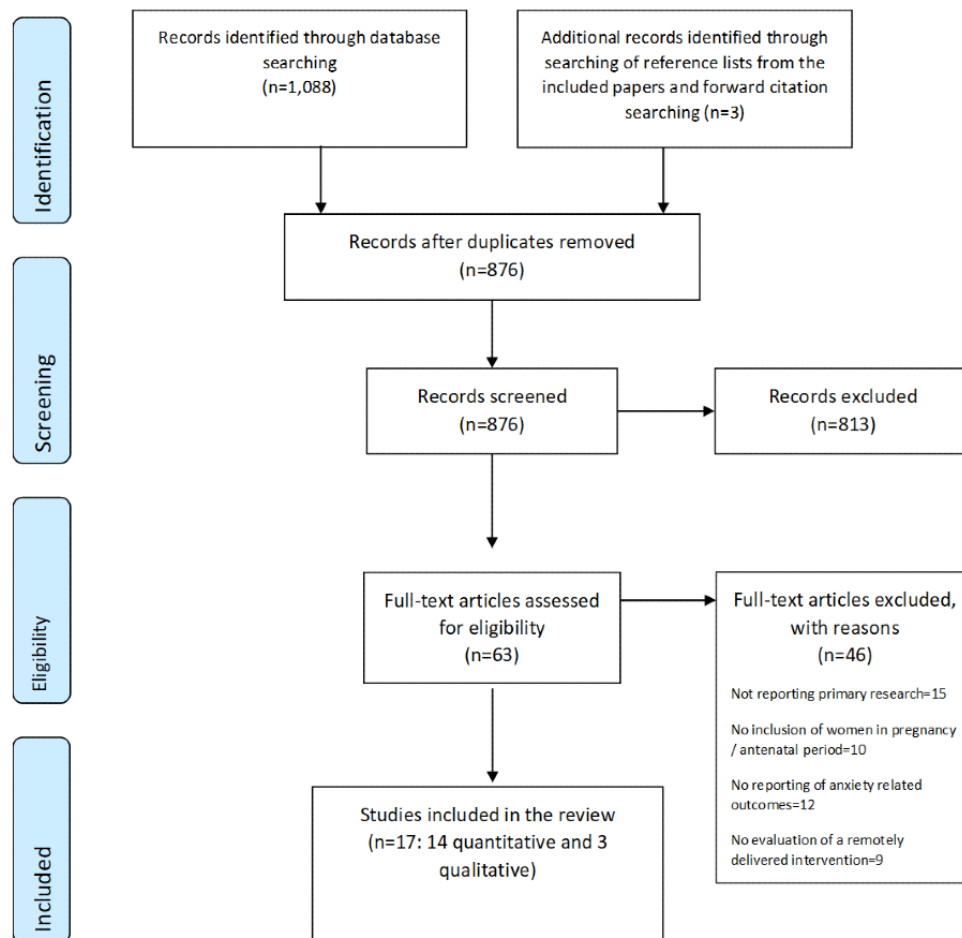 Identification
Records identified through database
searching
(n=1,088)
Additional records identified through
searching of reference lists from the
included papers and forward citation
searching (n=3)
Records after duplicates removed
(n=876)
Screening
Records screened
(n=876)
Records excluded
(n=813)
Eligibility
Full-text articles assessed
for eligibility
(n=63)
Full-text articles excluded,
with reasons
(n=46)
Not reporting primary research=15
No inclusion of women in pregnancy
/ antenatal period=10
No reporting of anxiety related
outcomes=12
No evaluation of a remotely
delivered intervention=9
Included
Studies included in the review
(n=17: 14 quantitative and 3
qualitative)